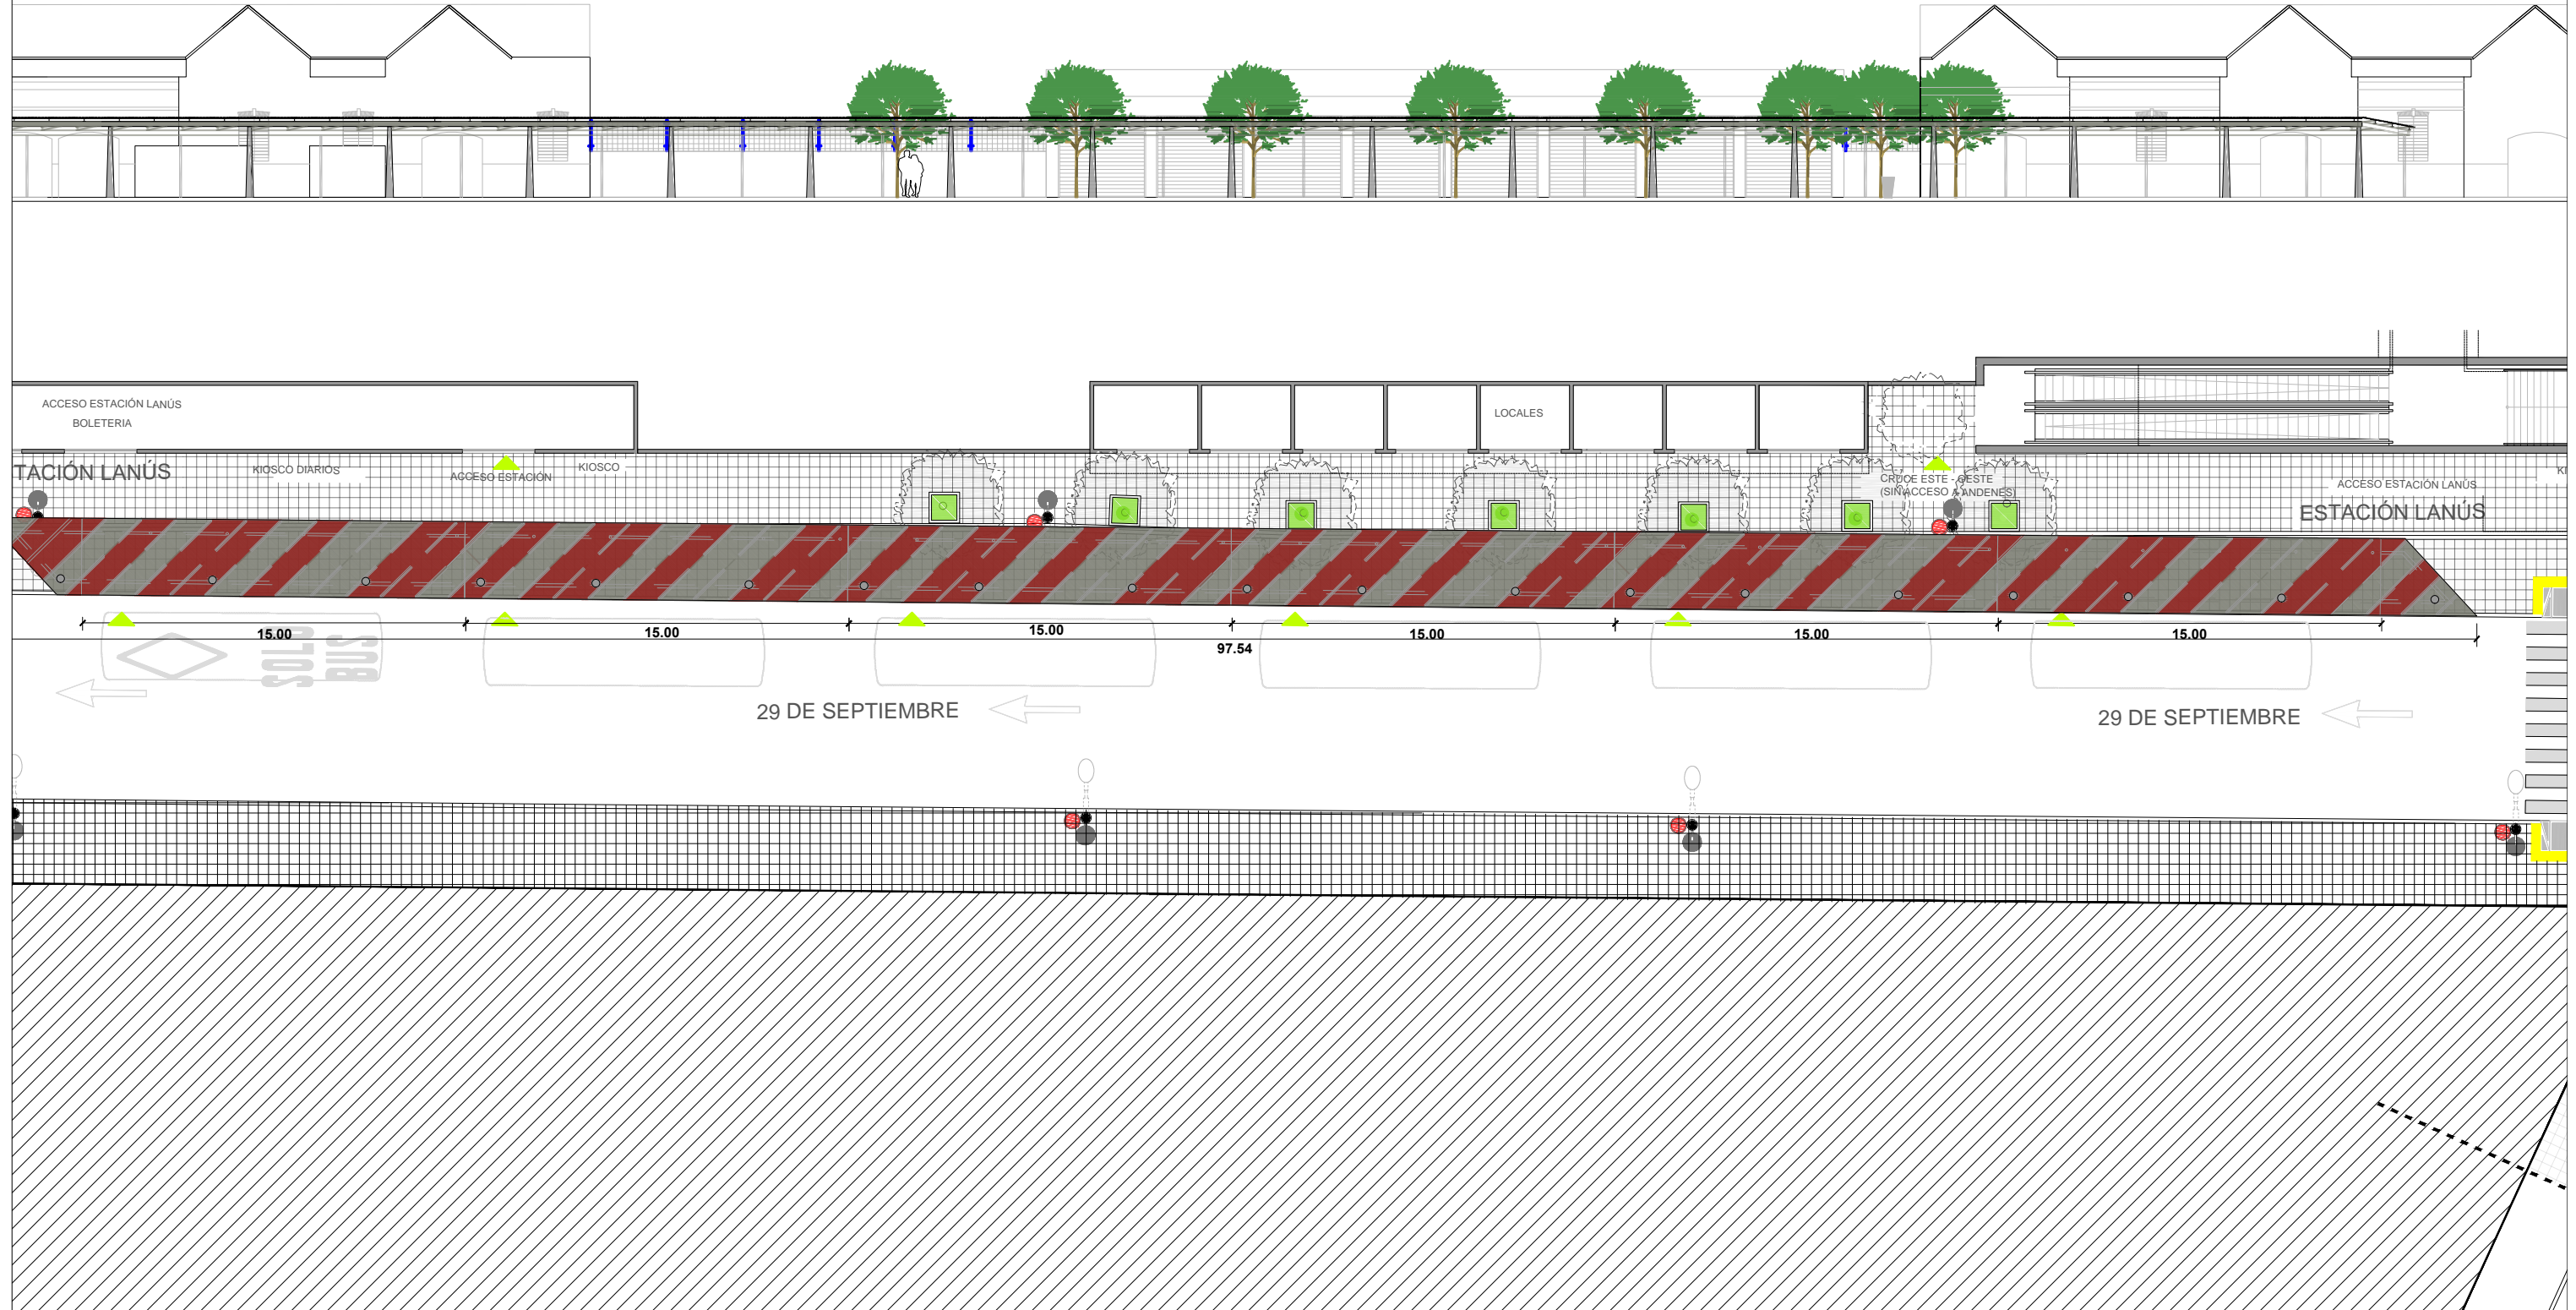 ACCESO ESTACIÓN LANÚS
BOLETERIA
LOCALES
TACIÓN LANÚS
KIOSCO DIARIOS
ACCESO ESTACIÓN
KIOSCO
CRUCE ESTE - OESTE
(SIN ACCESO A ANDENES)
ACCESO ESTACIÓN LANÚS
KI
ESTACIÓN LANÚS
15.00
15.00
15.00
15.00
15.00
15.00
97.54
SOLO
BUS
29 DE SEPTIEMBRE
29 DE SEPTIEMBRE